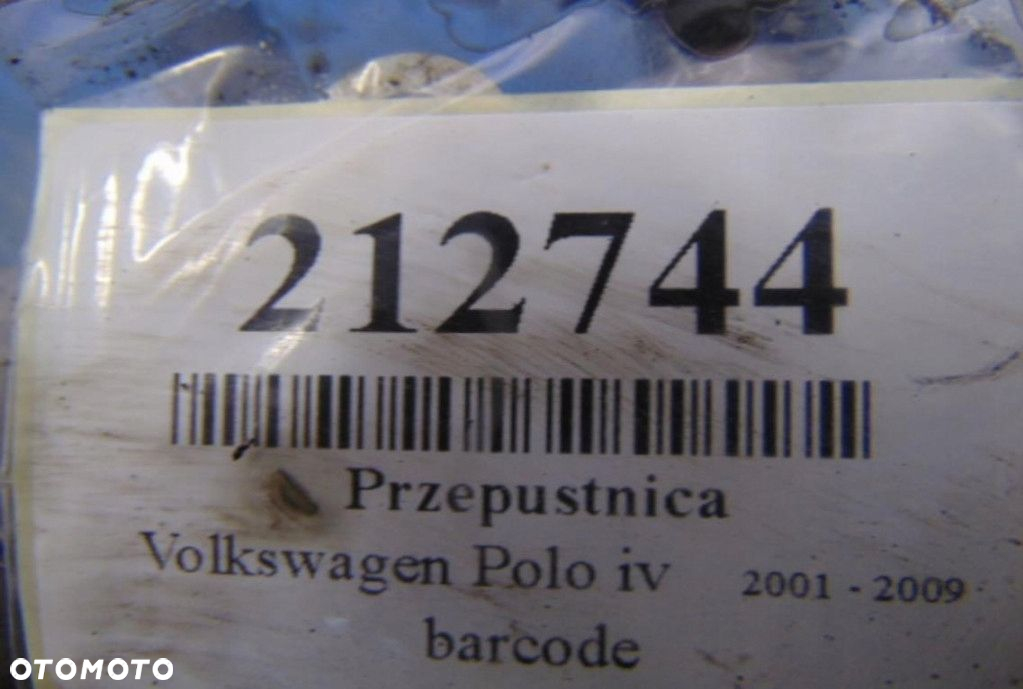 212744
Przepustnica
Volkswagen Polo iv 2001 - 2009
barcode
OTOMOTO